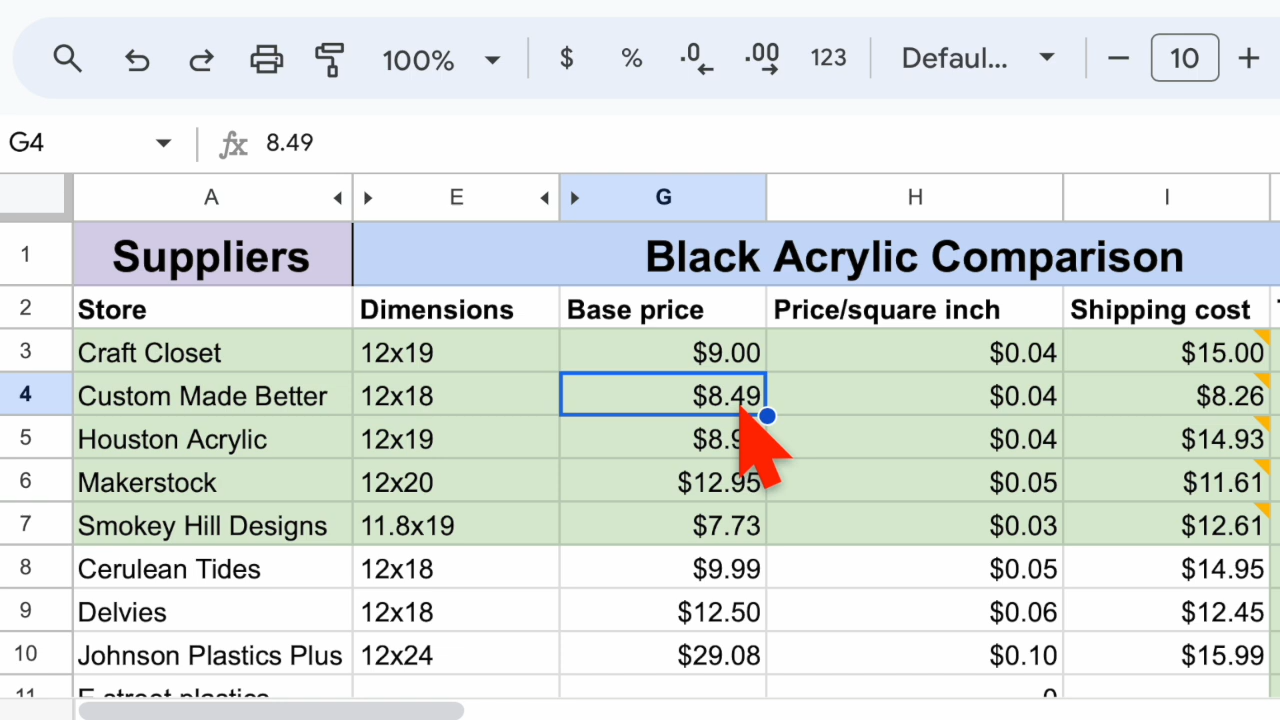 100% $ % .0 .00 123 Defaul... 10
G4 fx 8.49
A E G H I
1 Suppliers Black Acrylic Comparison
2 Store Dimensions Base price Price/square inch Shipping cost
3 Craft Closet 12x19 $9.00 $0.04 $15.00
4 Custom Made Better 12x18 $8.49 $0.04 $8.26
5 Houston Acrylic 12x19 $0.04 $14.93
6 Makerstock 12x20 $12.95 $0.05 $11.61
7 Smokey Hill Designs 11.8x19 $7.73 $0.03 $12.61
8 Cerulean Tides 12x18 $9.99 $0.05 $14.95
9 Delvies 12x18 $12.50 $0.06 $12.45
10 Johnson Plastics Plus 12x24 $29.08 $0.10 $15.99
11 plastics 0